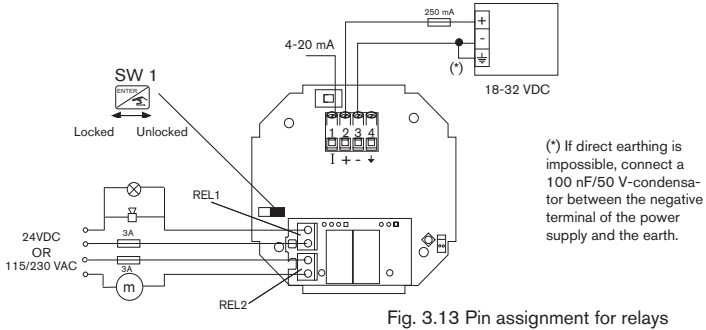 250 mA
+
-
4-20 mA
(*)
18-32 VDC
SW 1
ENTER
Locked Unlocked
1 2 3 4
I + -
(*) If direct earthing is
impossible, connect a
100 nF/50 V-condensa-
tor between the negative
terminal of the power
supply and the earth.
REL1
24VDC
OR
115/230 VAC
3A
3A
m
REL2
Fig. 3.13 Pin assignment for relays